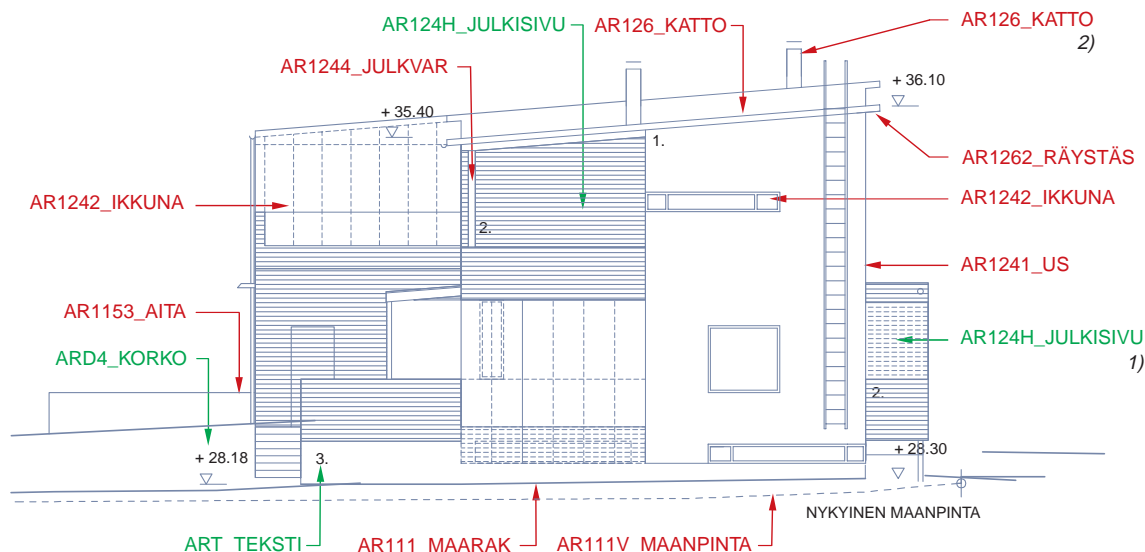 AR124H_JULKISIVU
AR126_KATTO
AR126_KATTO
2)
AR1244_JULKVAR
+ 36.10
+ 35.40
1.
AR1262_RÄYSTÄS
AR1242_IKKUNA
AR1242_IKKUNA
2.
AR1241_US
AR1153_AITA
AR124H_JULKISIVU
1)
ARD4_KORKO
2.
+ 28.18
3.
+ 28.30
NYKYINEN MAANPINTA
ART_TEKSTI
AR111_MAARAK
AR111V_MAANPINTA